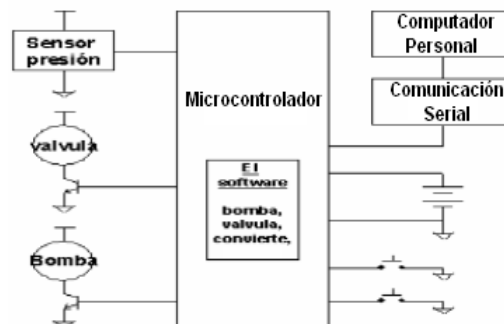 Sensor
presión
valvula
Bomba
Microcontrolador
El
software
bomba,
valvula,
convierte,
Computador
Personal
Comunicación
Serial